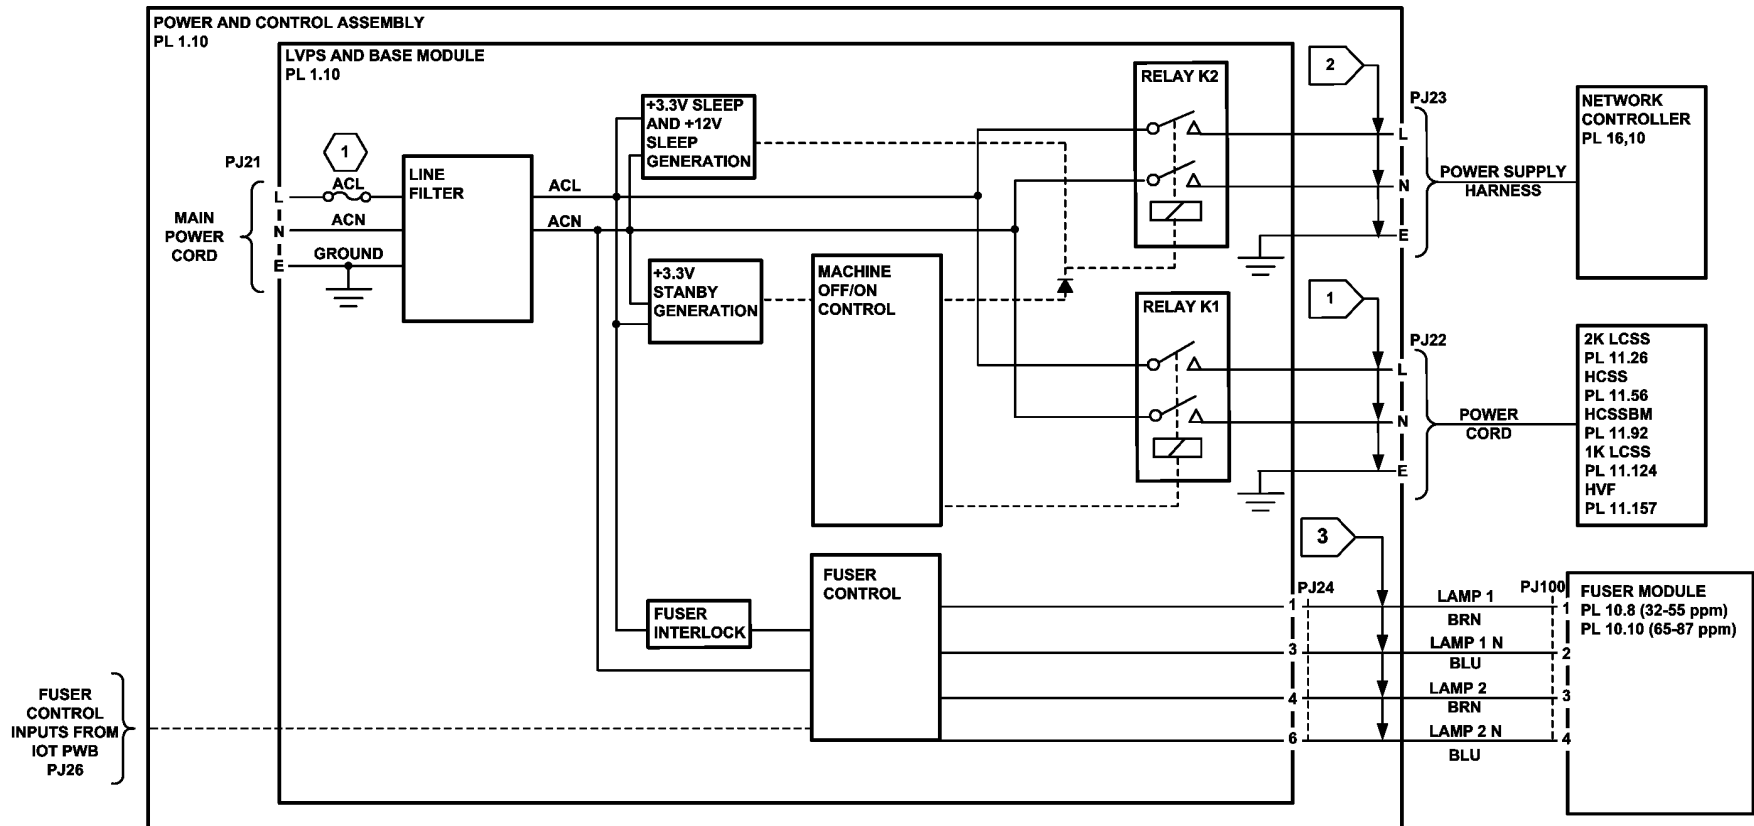 POWER AND CONTROL ASSEMBLY
PL 1.10
LVPS AND BASE MODULE
PL 1.10
PJ21
MAIN
POWER
CORD
L
N
E
1
ACL
ACN
GROUND
LINE
FILTER
ACL
ACN
+3.3V SLEEP
AND +12V
SLEEP
GENERATION
+3.3V
STANBY
GENERATION
MACHINE
OFF/ON
CONTROL
RELAY K2
RELAY K1
2
PJ23
L
N
E
POWER SUPPLY
HARNESS
NETWORK
CONTROLLER
PL 16,10
1
PJ22
L
N
E
POWER
CORD
2K LCSS
PL 11.26
HCSS
PL 11.56
HCSSBM
PL 11.92
1K LCSS
PL 11.124
HVF
PL 11.157
FUSER
INTERLOCK
FUSER
CONTROL
FUSER
CONTROL
INPUTS FROM
IOT PWB
PJ26
3
PJ24
1
3
4
6
LAMP 1
BRN
LAMP 1 N
BLU
LAMP 2
BRN
LAMP 2 N
BLU
PJ100
1
2
3
4
FUSER MODULE
PL 10.8 (32-55 ppm)
PL 10.10 (65-87 ppm)